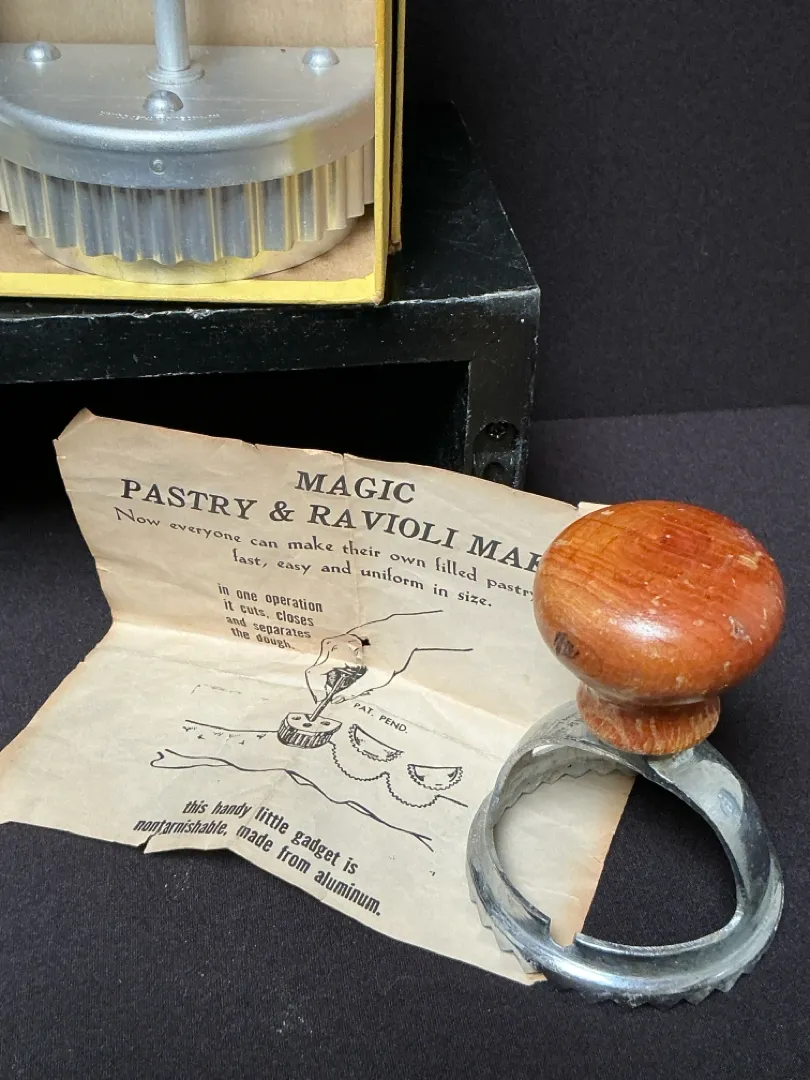 MAGIC
PASTRY & RAVIOLI MAK
Now everyone can make their own filled pastry
fast, easy and uniform in size.
in one operation
it cuts, closes
and separates
the dough.
PAT. PEND.
this handy little gadget is
nontarnishable, made from aluminum.